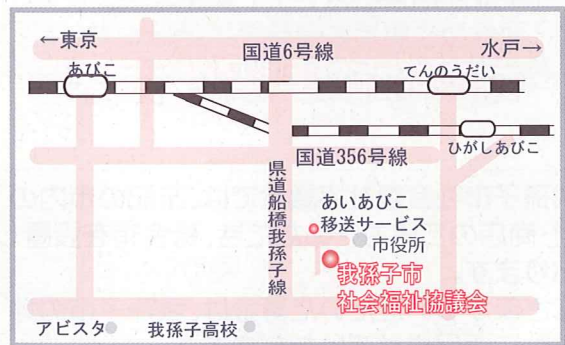 ←東京
国道6号線
水戸→
あびこ
てんのうだい
ひがしあびこ
国道356号線
県道船橋我孫子線
あいあびこ
移送サービス
市役所
我孫子市
社会福祉協議会
アビスタ
我孫子高校